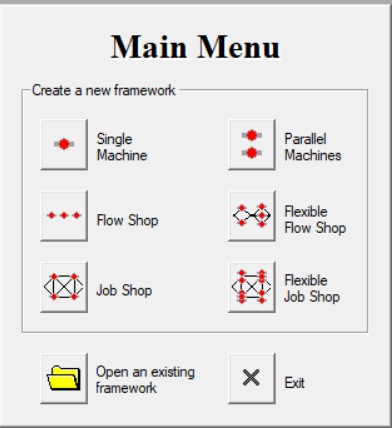 Main Menu
Create a new framework
Single
Machine
Parallel
Machines
Flow Shop
Flexible
Flow Shop
Job Shop
Flexible
Job Shop
Open an existing
framework
Exit